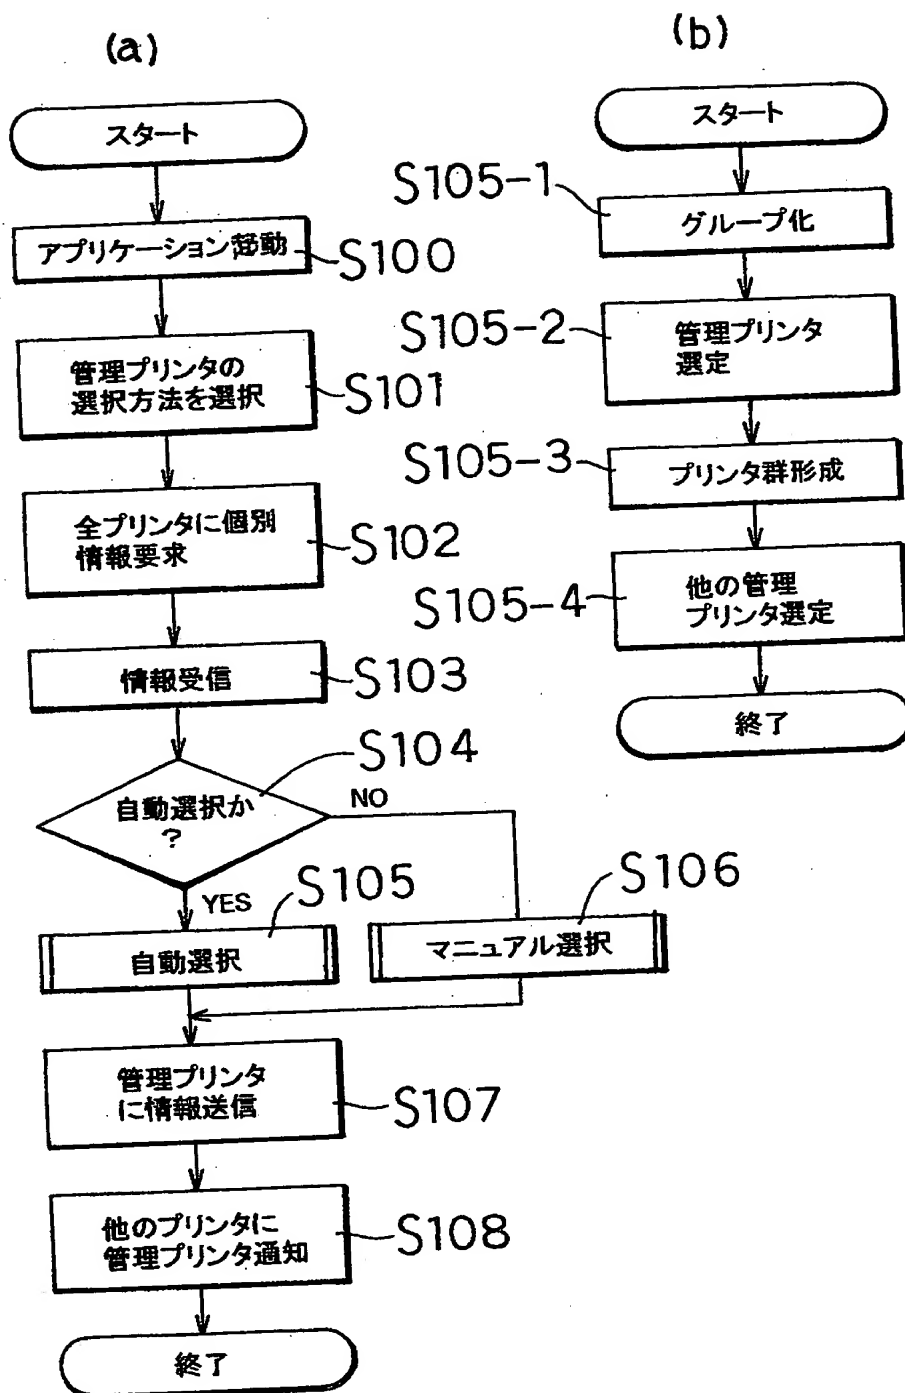 (a)
スタート
アプリケーション起動
S100
管理プリンタの
選択方法を選択
S101
全プリンタに個別
情報要求
S102
情報受信
S103
S104
自動選択か
?
NO
YES
S105
自動選択
S106
マニュアル選択
管理プリンタ
に情報送信
S107
他のプリンタに
管理プリンタ通知
S108
終了
(b)
スタート
S105-1
グループ化
S105-2
管理プリンタ
選定
S105-3
プリンタ群形成
S105-4
他の管理
プリンタ選定
終了